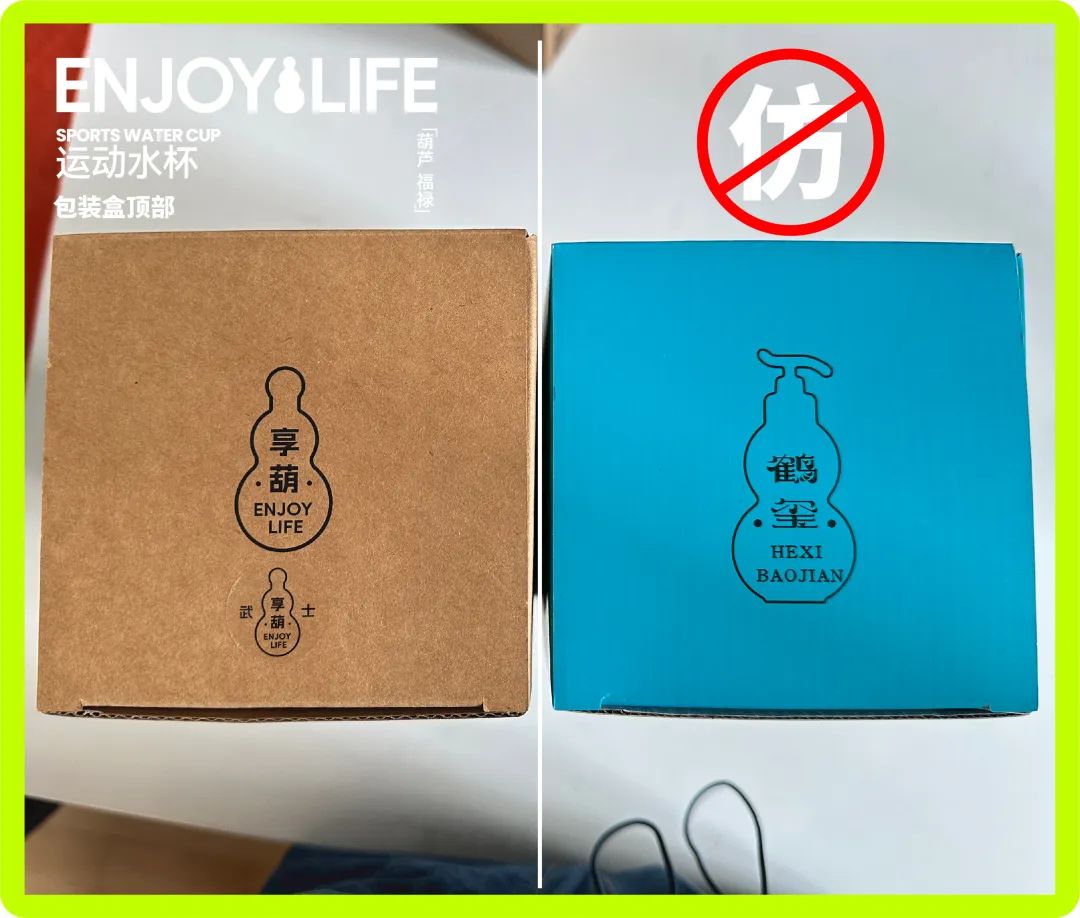 ENJOY LIFE
SPORTS WATER CUP
运动水杯
包装盒顶部
「葫芦 福禄」
仿
享
·葫·
ENJOY
LIFE
武 士
享
·葫·
ENJOY
LIFE
鹤
·玺·
HEXI
BAOJIAN